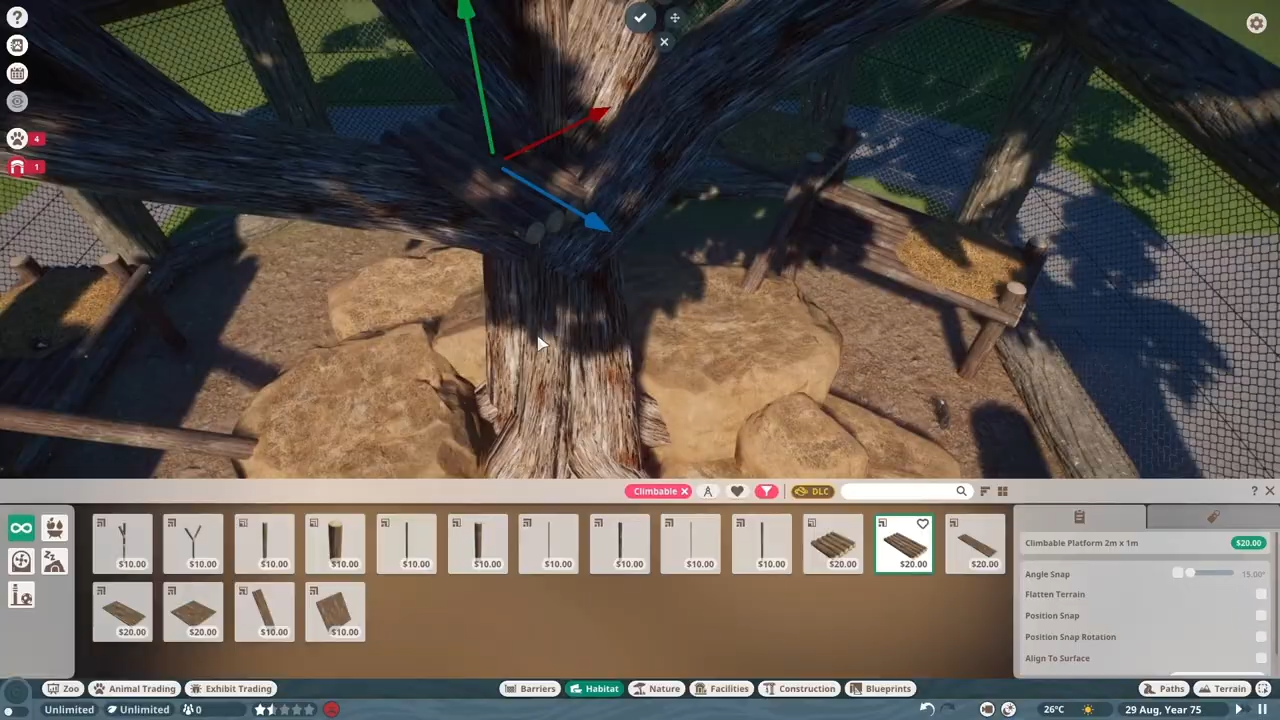 ?
4
1
Climbable ×
DLC
? ×
$10.00 $10.00 $10.00 $10.00 $10.00 $10.00 $10.00 $10.00 $10.00 $10.00 $20.00 $20.00 $20.00
$20.00 $20.00 $10.00 $10.00
Climbable Platform 2m x 1m $20.00
Angle Snap 15.00°
Flatten Terrain
Position Snap
Position Snap Rotation
Align To Surface
Zoo Animal Trading Exhibit Trading Barriers Habitat Nature Facilities Construction Blueprints Paths Terrain
Unlimited Unlimited 0 26°C 29 Aug, Year 75